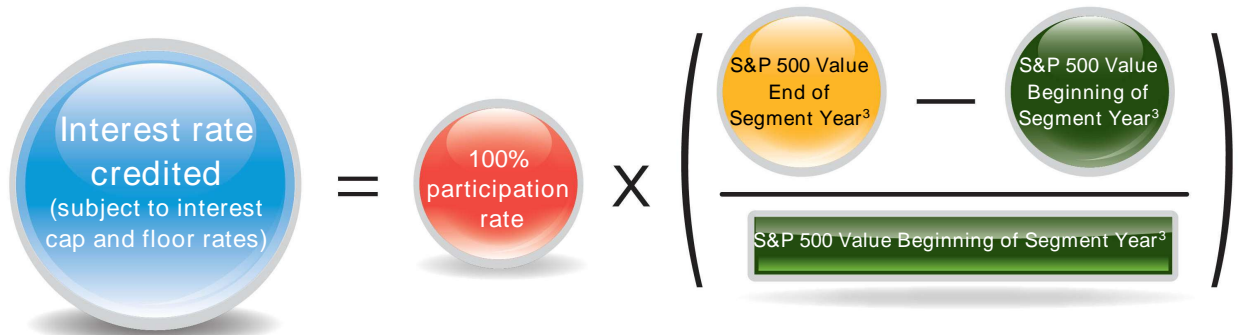 Interest rate
credited
(subject to interest
cap and floor rates)
=
100%
participation
rate
X
(
S&P 500 Value
End of
Segment Year³
—
S&P 500 Value
Beginning of
Segment Year³
S&P 500 Value Beginning of Segment Year³
)